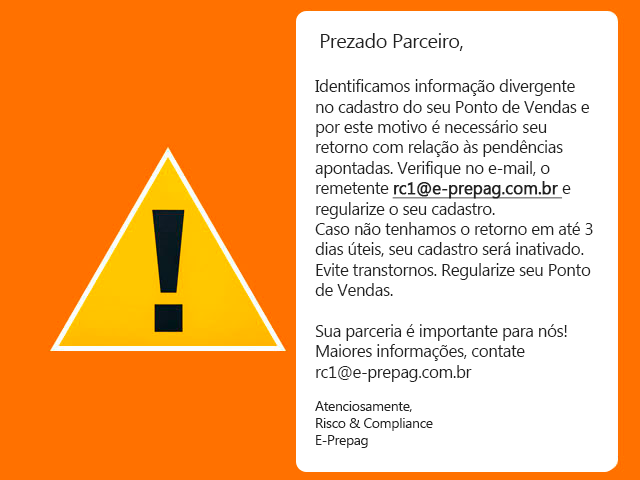 Prezado Parceiro,
Identificamos informação divergente
no cadastro do seu Ponto de Vendas e
por este motivo é necessário seu
retorno com relação às pendências
apontadas. Verifique no e-mail, o
remetente rc1@e-prepag.com.br e
regularize o seu cadastro.
Caso não tenhamos o retorno em até 3
dias úteis, seu cadastro será inativado.
Evite transtornos. Regularize seu Ponto
de Vendas.
Sua parceria é importante para nós!
Maiores informações, contate
rc1@e-prepag.com.br
Atenciosamente,
Risco & Compliance
E-Prepag